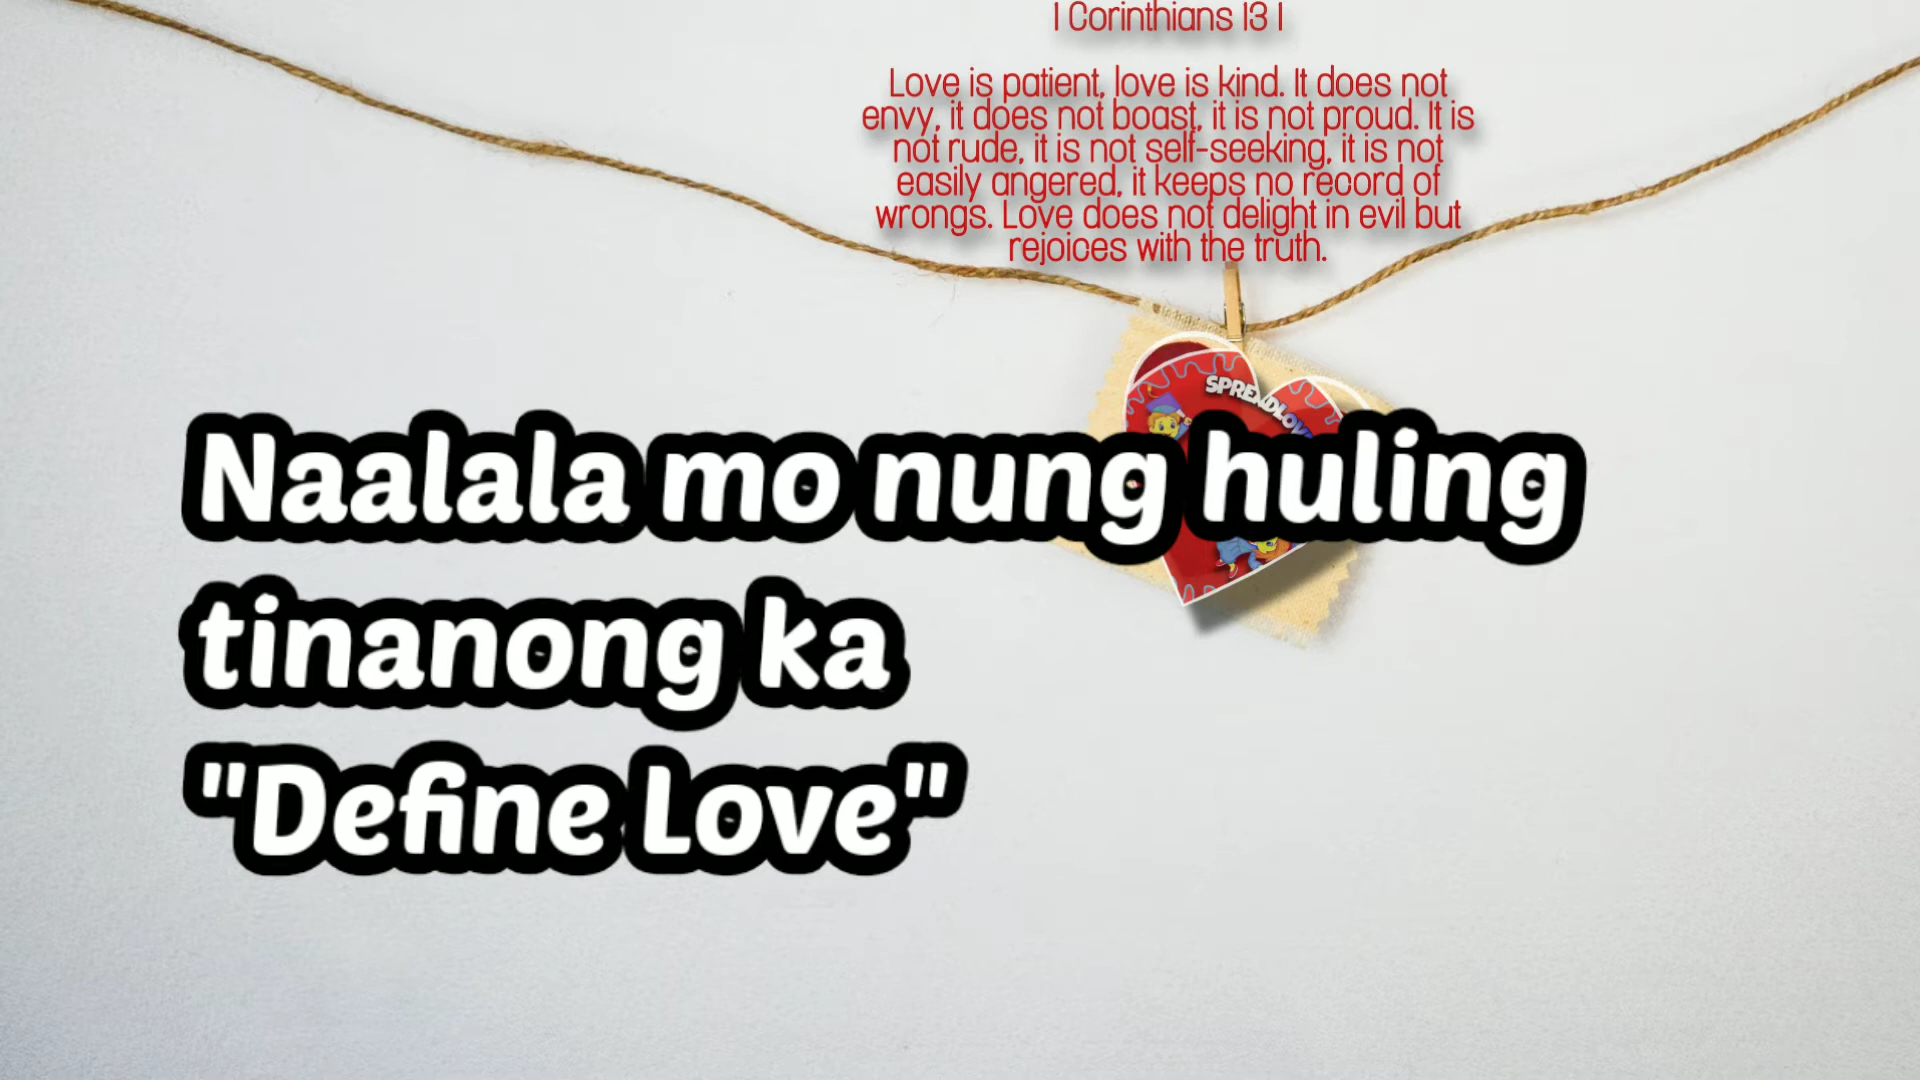 1 Corinthians 13 1
Love is patient, love is kind. It does not
envy, it does not boast, it is not proud. It is
not rude, it is not self-seeking, it is not
easily angered, it keeps no record of
wrongs. Love does not delight in evil but
rejoices with the truth.
SPREADLOVE
Naalala mo nung huling
tinanong ka
"Define Love"